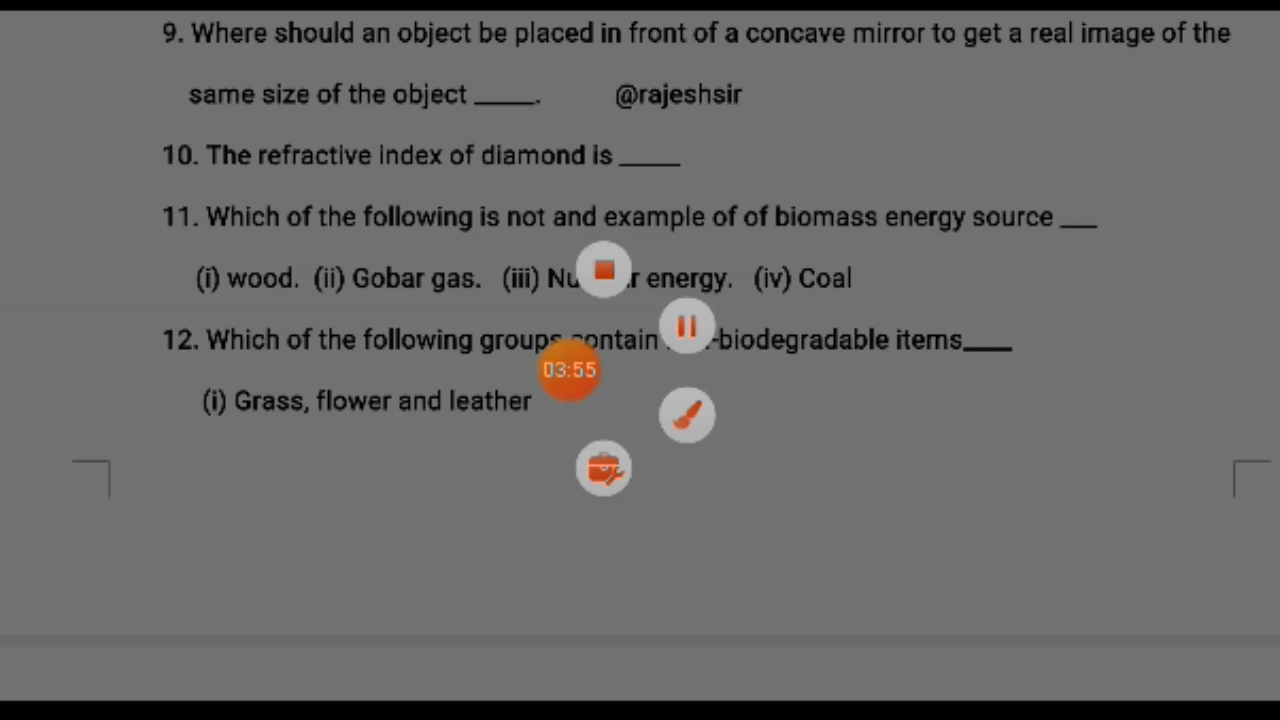 9. Where should an object be placed in front of a concave mirror to get a real image of the
same size of the object _____. @rajeshsir
10. The refractive index of diamond is _____
11. Which of the following is not and example of of biomass energy source ___
(i) wood. (ii) Gobar gas. (iii) energy. (iv) Coal
12. Which of the following groups contain -biodegradable items____
03:55
(i) Grass, flower and leather